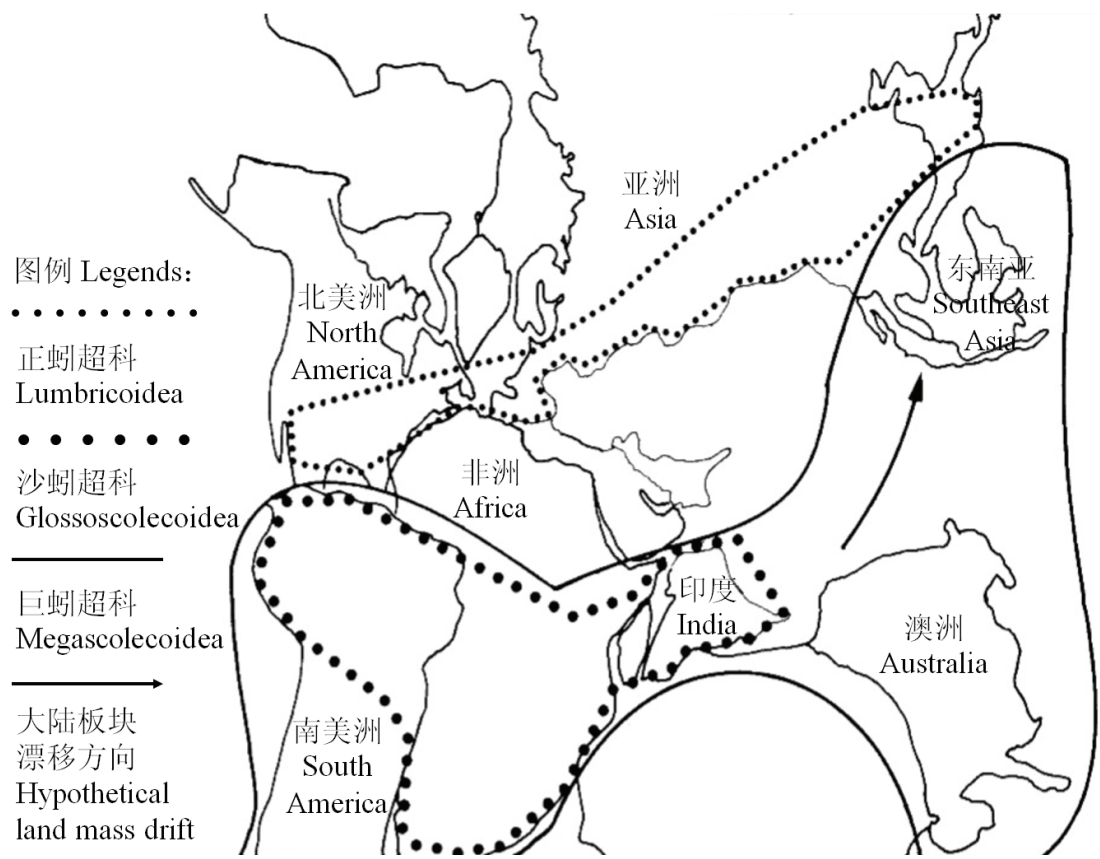 图例 Legends：
正蚓超科
Lumbricoidea
沙蚓超科
Glossoscolecoidea
巨蚓超科
Megascolecoidea
大陆板块
漂移方向
Hypothetical
land mass drift
北美洲
North
America
亚洲
Asia
东南亚
Southeast
Asia
非洲
Africa
印度
India
澳洲
Australia
南美洲
South
America